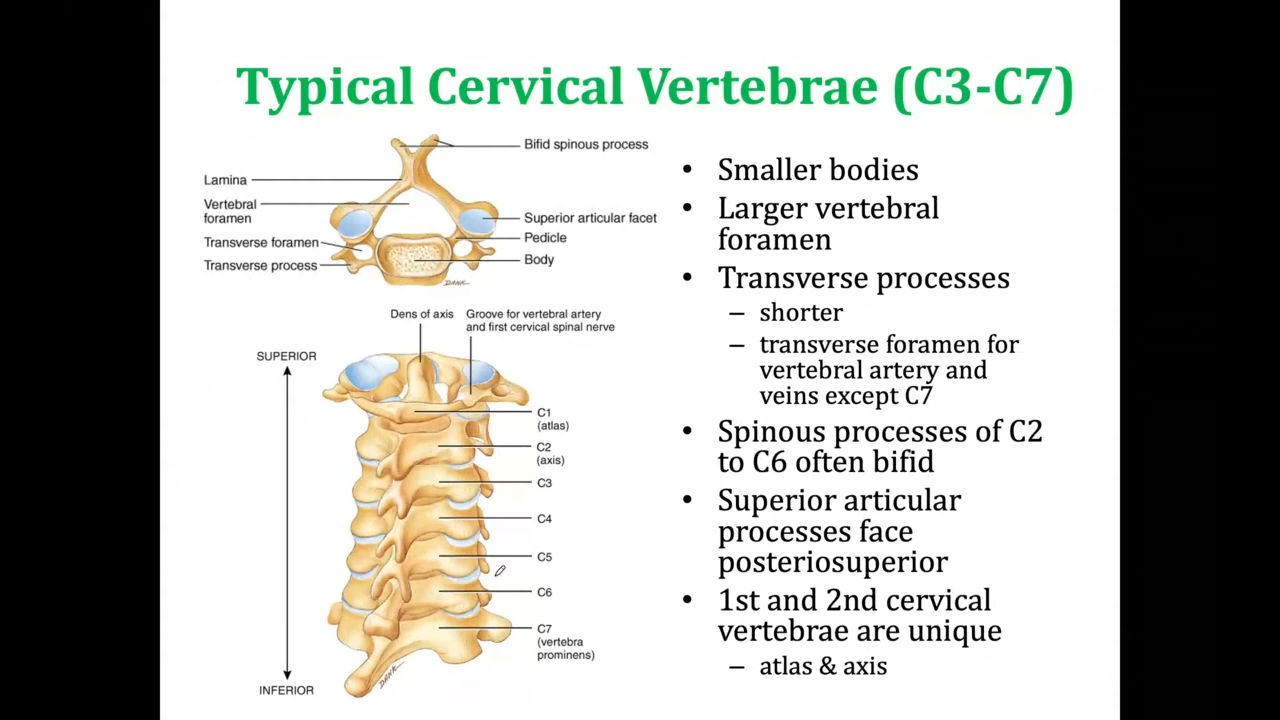 Typical Cervical Vertebrae (C3-C7)
Bifid spinous process
Lamina
Vertebral
foramen
Superior articular facet
Transverse foramen
Pedicle
Transverse process
Body
DANK
Dens of axis
Groove for vertebral artery
and first cervical spinal nerve
SUPERIOR
C1
(atlas)
C2
(axis)
C3
C4
C5
C6
C7
(vertebra
prominens)
DANK
INFERIOR
• Smaller bodies
• Larger vertebral
foramen
• Transverse processes
– shorter
– transverse foramen for
vertebral artery and
veins except C7
• Spinous processes of C2
to C6 often bifid
• Superior articular
processes face
posteriosuperior
• 1st and 2nd cervical
vertebrae are unique
– atlas & axis